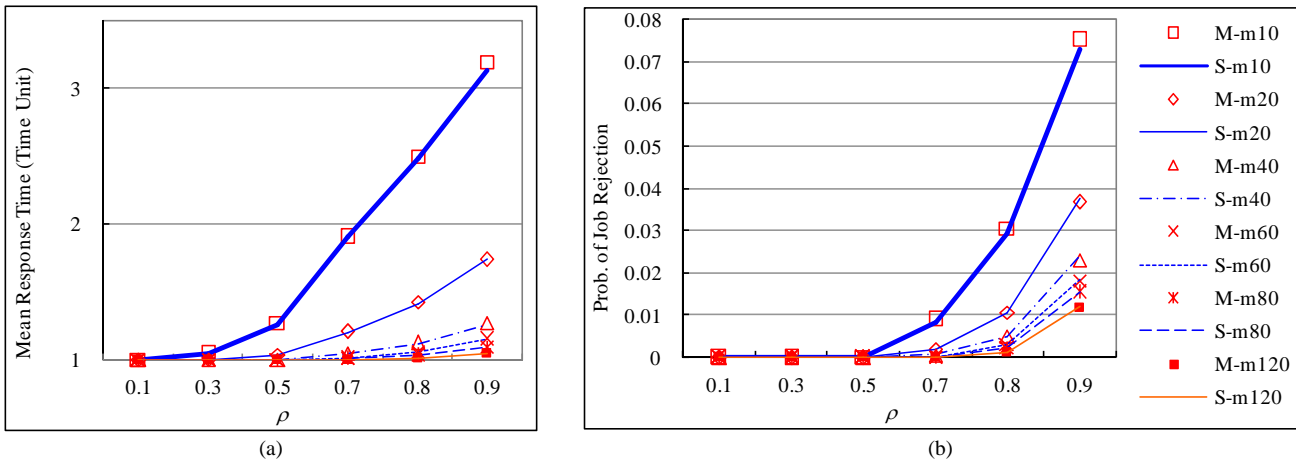 Mean Response Time (Time Unit)
3
2
1
0.1 0.3 0.5 0.7 0.8 0.9
ρ
(a)
Prob. of Job Rejection
0.08
0.07
0.06
0.05
0.04
0.03
0.02
0.01
0
0.1 0.3 0.5 0.7 0.8 0.9
ρ
(b)
M-m10
S-m10
M-m20
S-m20
M-m40
S-m40
M-m60
S-m60
M-m80
S-m80
M-m120
S-m120